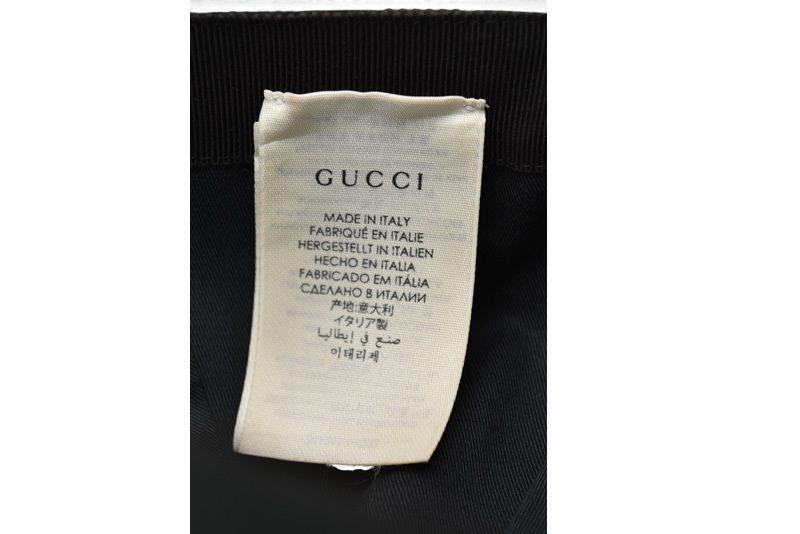 GUCCI
MADE IN ITALY
FABRIQUÉ EN ITALIE
HERGESTELLT IN ITALIEN
HECHO EN ITALIA
FABRICADO EM ITÁLIA
СДЕЛАНО В ИТАЛИИ
产地:意大利
イタリア製
صنع في إيطاليا
이태리제